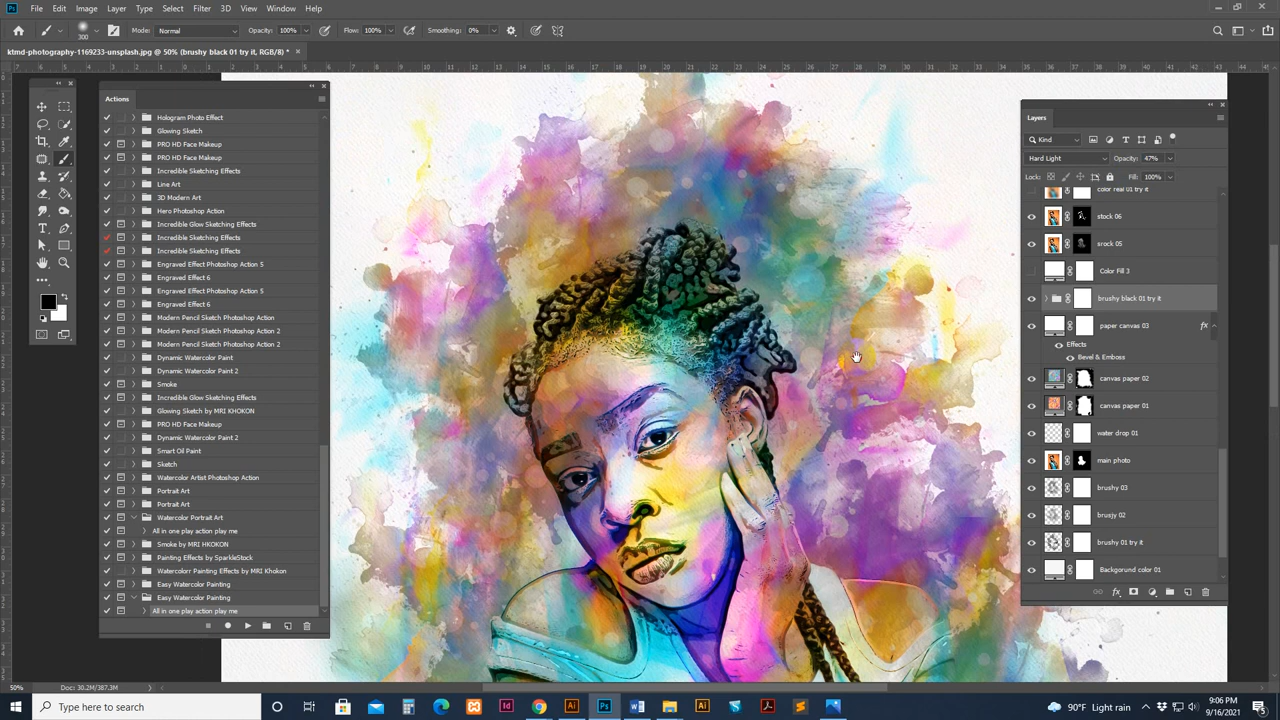 Ps File Edit Image Layer Type Select Filter 3D View Window Help
300 Mode: Normal Opacity: 100% Flow: 100% Smoothing: 0%
ktmd-photography-1169233-unsplash.jpg @ 50% (brushy black 01 try it, RGB/8) *
Actions
Hologram Photo Effect
Glowing Sketch
PRO HD Face Makeup
PRO HD Face Makeup
Incredible Sketching Effects
Line Art
3D Modern Art
Hero Photoshop Action
Incredible Glow Sketching Effects
Incredible Sketching Effects
Incredible Sketching Effects
Engraved Effect Photoshop Action 5
Engraved Effect 6
Engraved Effect Photoshop Action 5
Engraved Effect 6
Modern Pencil Sketch Photoshop Action
Modern Pencil Sketch Photoshop Action 2
Modern Pencil Sketch Photoshop Action 2
Dynamic Watercolor Paint
Dynamic Watercolor Paint 2
Smoke
Incredible Glow Sketching Effects
Glowing Sketch by MRI KHOKON
PRO HD Face Makeup
Dynamic Watercolor Paint 2
Smart Oil Paint
Sketch
Watercolor Artist Photoshop Action
Portrait Art
Portrait Art
Watercolor Portrait Art
All in one play action play me
Smoke by MRI HKOKON
Painting Effects by SparkleStock
Watercolorr Painting Effects by MRI Khokon
Easy Watercolor Painting
Easy Watercolor Painting
All in one play action play me
Layers
Kind
Hard Light Opacity: 47%
Lock: Fill: 100%
color real 01 try it
stock 06
srock 05
Color Fill 3
brushy black 01 try it
paper canvas 03 fx
Effects
Bevel & Emboss
canvas paper 02
canvas paper 01
water drop 01
main photo
brushy 03
brusjy 02
brushy 01 try it
Backgorund color 01
50% Doc: 30.2M/387.3M
Type here to search
90°F Light rain
9:06 PM
9/16/2021